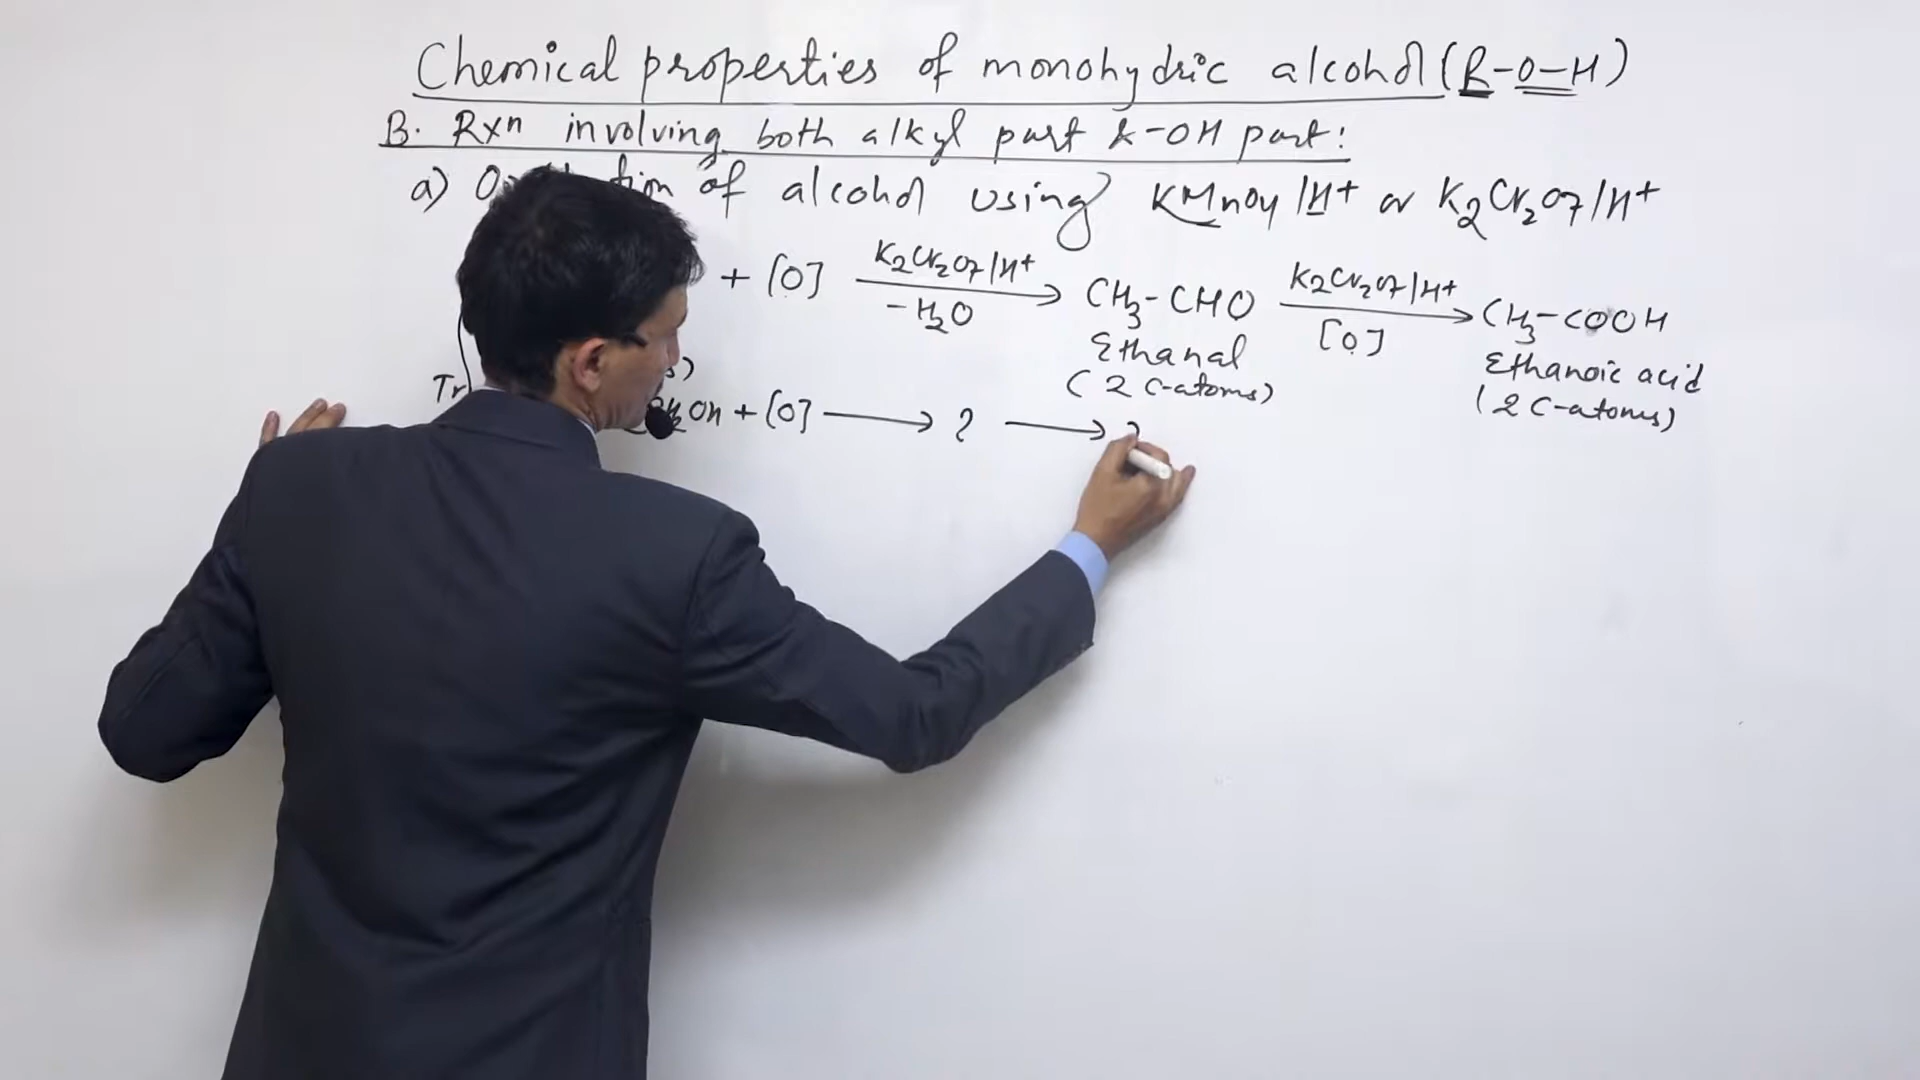 Chemical properties of monohydric alcohol (R-O-H)
B. Rxn involving both alkyl part & -OH part:
a) of alcohol using KMnO4/H+ or K2Cr2O7/H+
+ [O] K2Cr2O7/H+ -H2O CH3-CHO K2Cr2O7/H+ [O] CH3-COOH
Ethanal Ethanoic acid
(2 C-atoms) (2 C-atoms)
OH + [O] → ? → ?